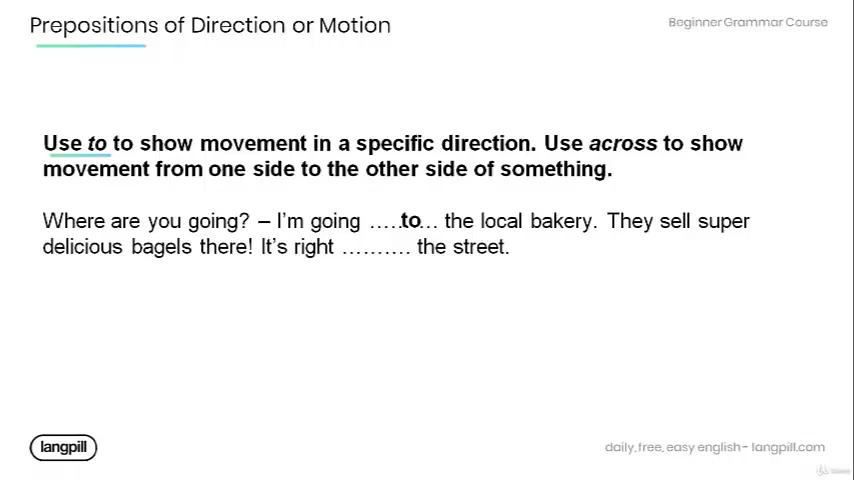 Prepositions of Direction or Motion
Beginner Grammar Course
Use to to show movement in a specific direction. Use across to show
movement from one side to the other side of something.
Where are you going? – I'm going …..to… the local bakery. They sell super
delicious bagels there! It's right ………. the street.
langpill
daily, free, easy english - langpill.com